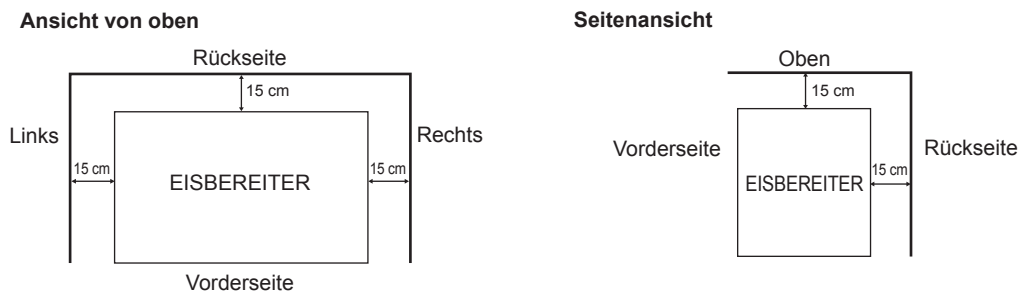 Ansicht von oben
Rückseite
15 cm
Links
Rechts
15 cm
EISBEREITER
15 cm
Vorderseite
Seitenansicht
Oben
15 cm
Vorderseite
Rückseite
EISBEREITER
15 cm